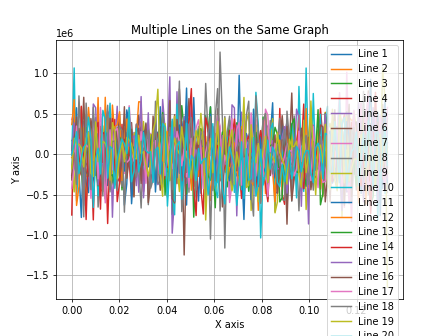 Multiple Lines on the Same Graph
1e6
1.0
0.5
0.0
−0.5
−1.0
−1.5
Y axis
0.00
0.02
0.04
0.06
0.08
0.10
X axis
Line 1
Line 2
Line 3
Line 4
Line 5
Line 6
Line 7
Line 8
Line 9
Line 10
Line 11
Line 12
Line 13
Line 14
Line 15
Line 16
Line 17
Line 18
Line 19
Line 20